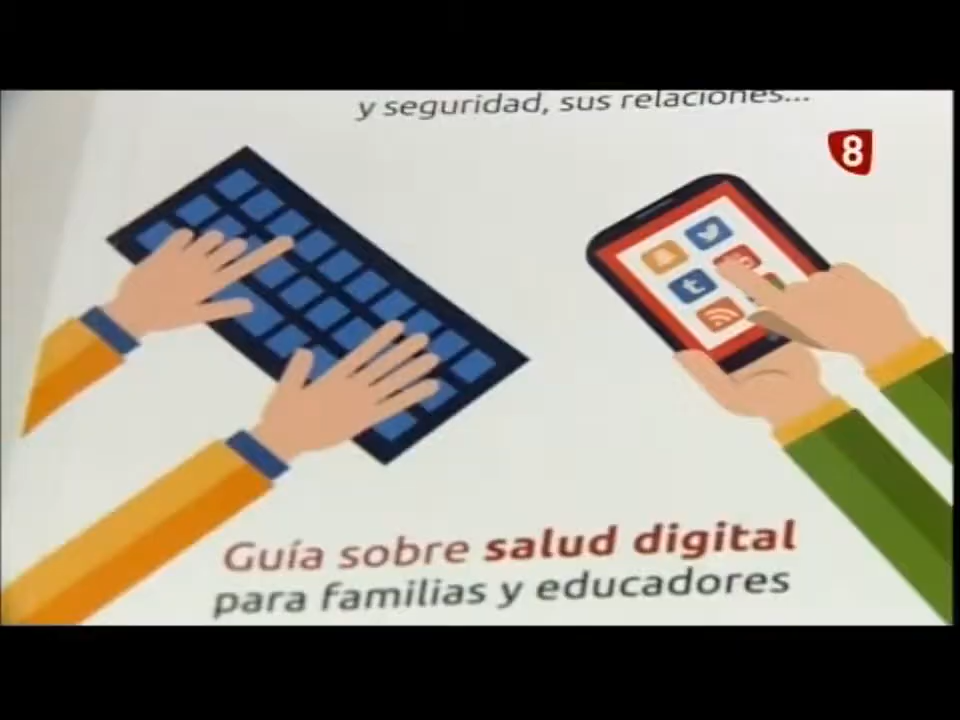 y seguridad, sus relaciones...
8
Guía sobre salud digital
para familias y educadores